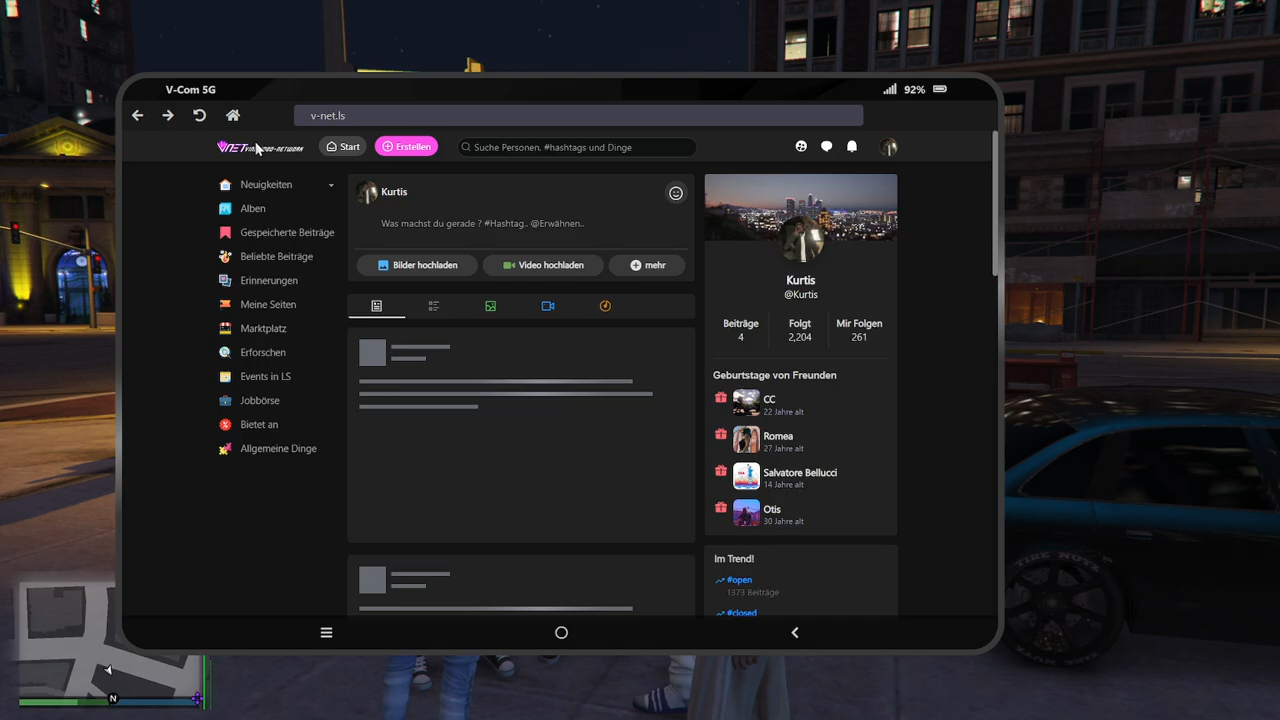 V-Com 5G
92%
v-net.ls
VNET
Start
Erstellen
Suche Personen, #hashtags und Dinge
Neuigkeiten
Alben
Gespeicherte Beiträge
Beliebte Beiträge
Erinnerungen
Meine Seiten
Marktplatz
Erforschen
Events in LS
Jobbörse
Bietet an
Allgemeine Dinge
Kurtis
Was machst du gerade ? #Hashtag.. @Erwähnen..
Bilder hochladen
Video hochladen
mehr
Kurtis
@Kurtis
Beiträge Folgt Mir Folgen
4 2,204 261
Geburtstage von Freunden
CC
22 Jahre alt
Romea
27 Jahre alt
Salvatore Bellucci
14 Jahre alt
Otis
30 Jahre alt
Im Trend!
#open
1373 Beiträge
#closed
N